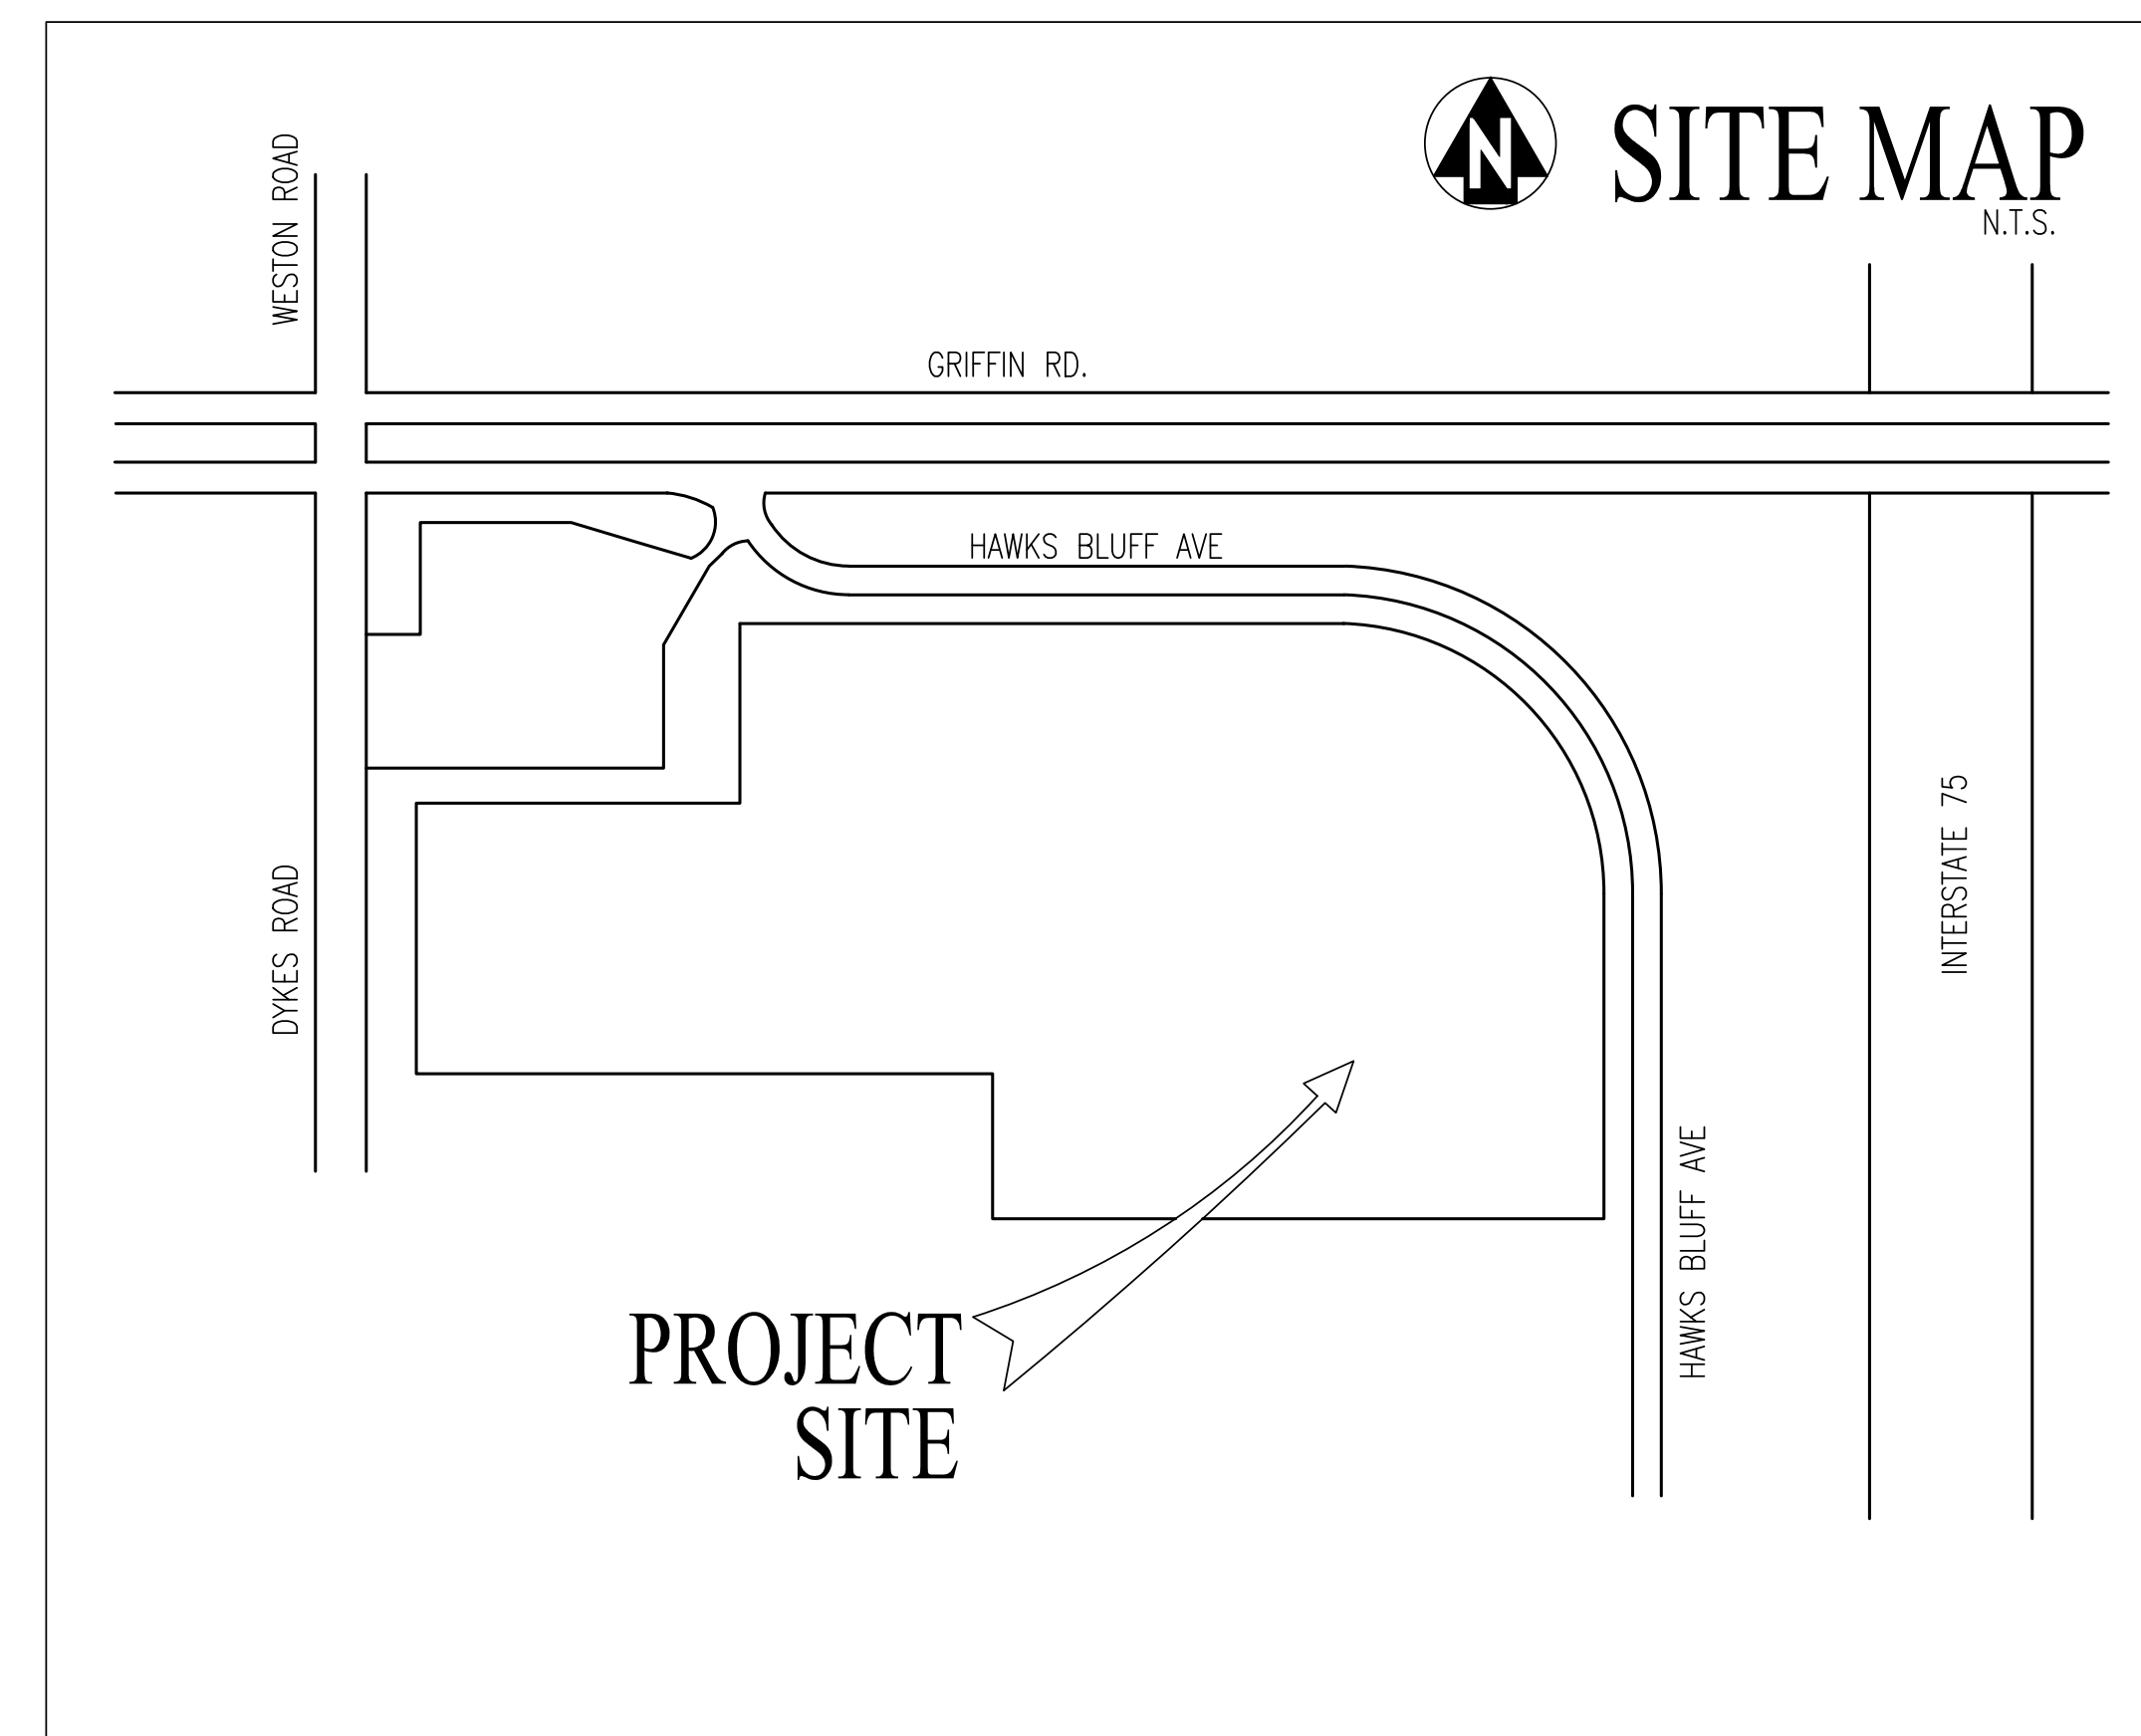 N
SITE MAP
N.T.S.
WESTON ROAD
GRIFFIN RD.
HAWKS BLUFF AVE
DYKES ROAD
INTERSTATE 75
HAWKS BLUFF AVE
PROJECT
SITE